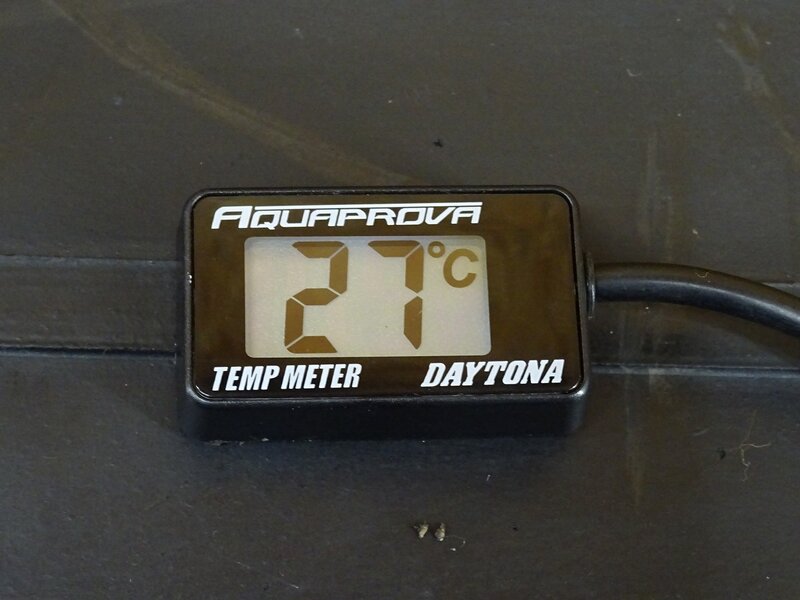 AQUAPROVA
27°C
TEMP METER DAYTONA